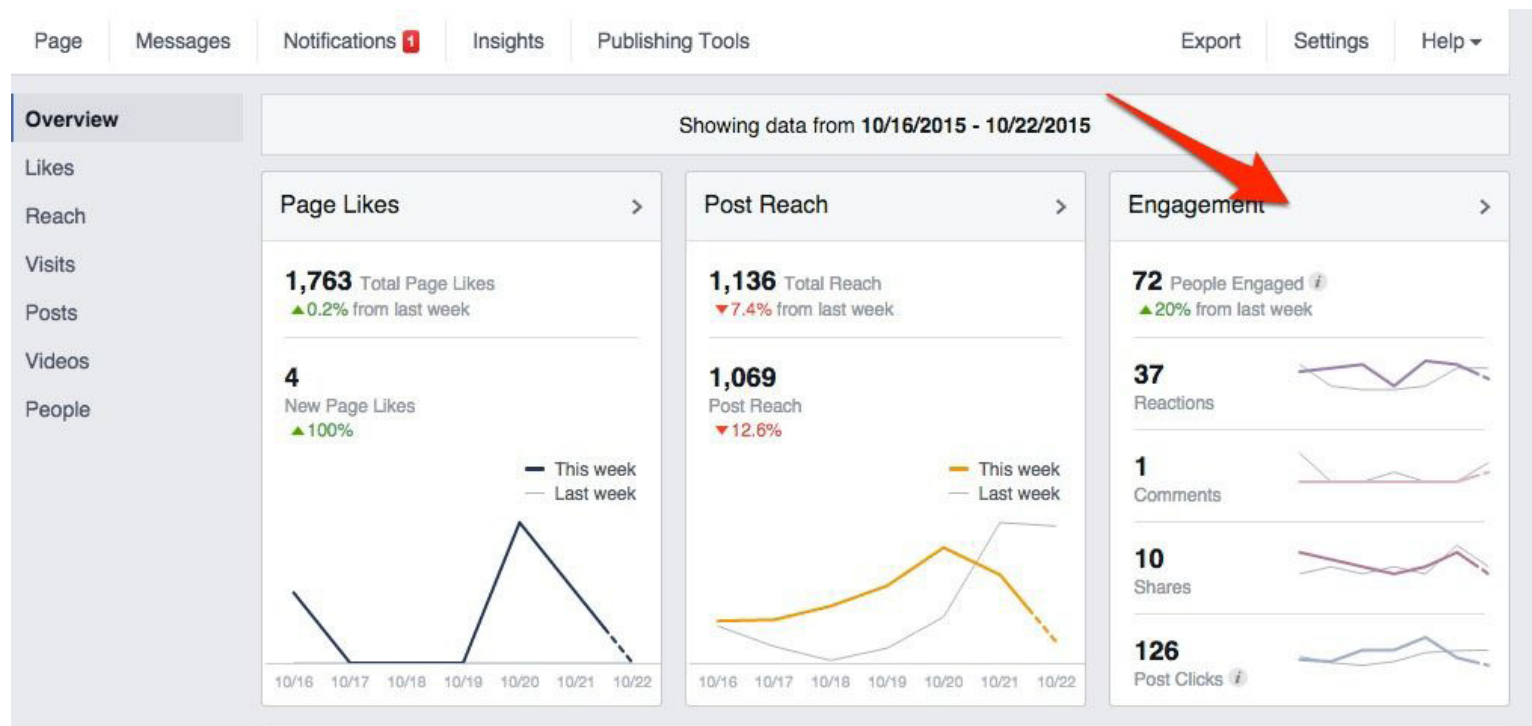 Page Messages Notifications 1 Insights Publishing Tools Export Settings Help
Overview
Likes
Reach
Visits
Posts
Videos
People
Showing data from 10/16/2015 - 10/22/2015
Page Likes
1,763 Total Page Likes
0.2% from last week
4
New Page Likes
100%
This week
Last week
10/16 10/17 10/18 10/19 10/20 10/21 10/22
Post Reach
1,136 Total Reach
7.4% from last week
1,069
Post Reach
12.6%
This week
Last week
10/16 10/17 10/18 10/19 10/20 10/21 10/22
Engagement
72 People Engaged i
20% from last week
37
Reactions
1
Comments
10
Shares
126
Post Clicks i